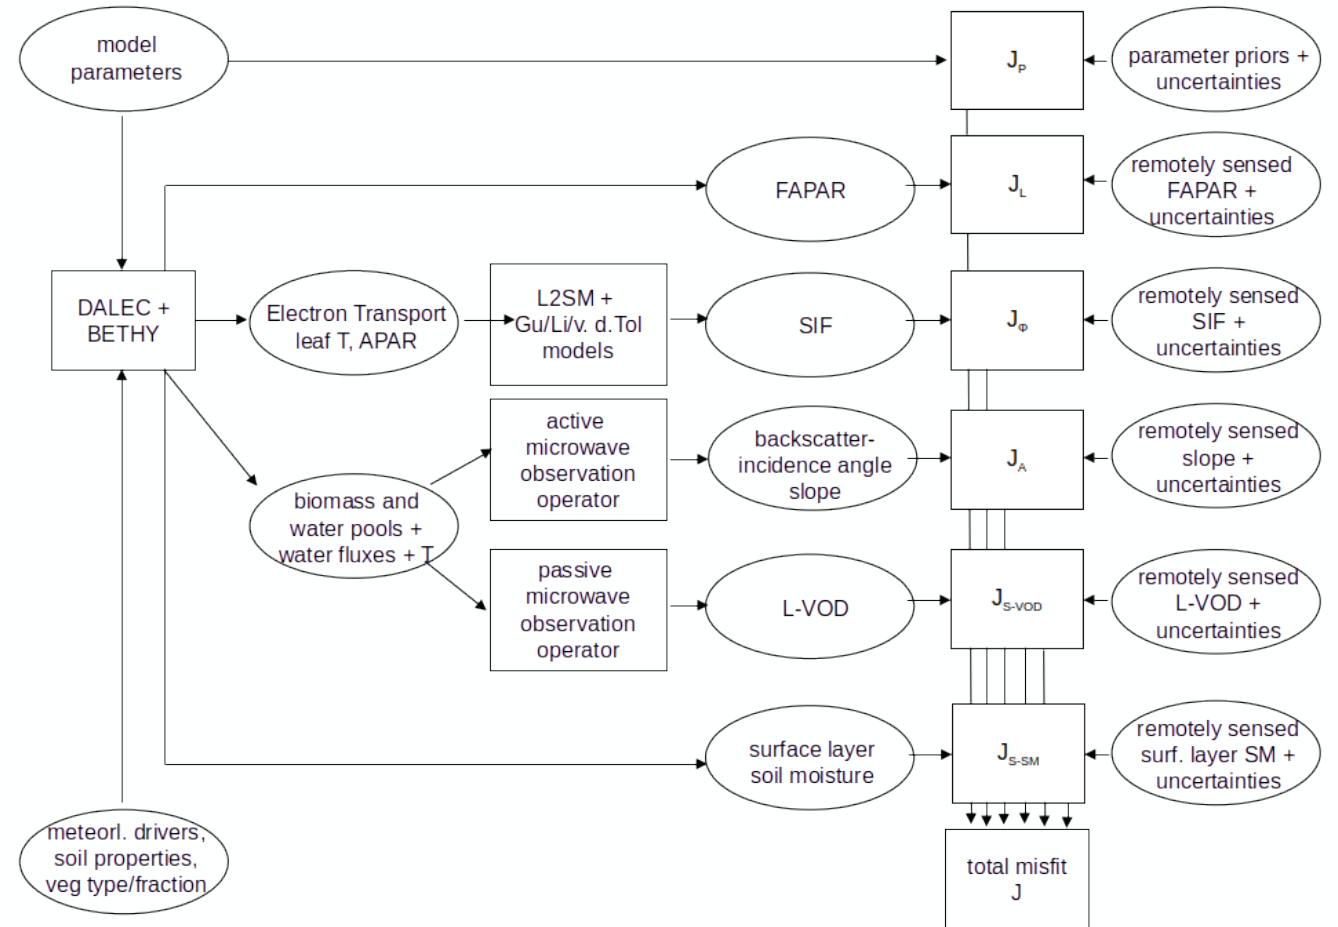 model
parameters
J_P
parameter priors +
uncertainties
FAPAR
J_L
remotely sensed
FAPAR +
uncertainties
DALEC +
BETHY
Electron Transport
leaf T, APAR
L2SM +
Gu/Li/v. d.Tol
models
SIF
J_Φ
remotely sensed
SIF +
uncertainties
active
microwave
observation
operator
backscatter-
incidence angle
slope
J_A
remotely sensed
slope +
uncertainties
biomass and
water pools +
water fluxes + T
passive
microwave
observation
operator
L-VOD
J_S-VOD
remotely sensed
L-VOD +
uncertainties
surface layer
soil moisture
J_S-SM
remotely sensed
surf. layer SM +
uncertainties
meteorl. drivers,
soil properties,
veg type/fraction
total misfit
J